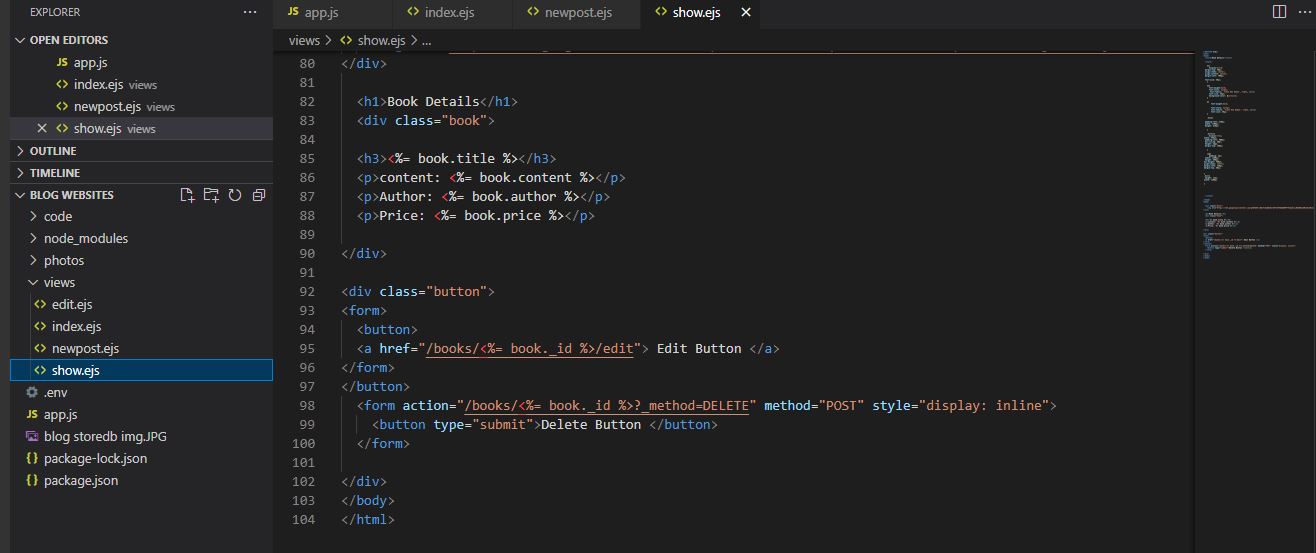 EXPLORER
...
OPEN EDITORS
JS app.js
<> index.ejs views
<> newpost.ejs views
× <> show.ejs views
OUTLINE
TIMELINE
BLOG WEBSITES
code
node_modules
photos
views
<> edit.ejs
<> index.ejs
<> newpost.ejs
<> show.ejs
.env
JS app.js
blog storedb img.JPG
{} package-lock.json
{} package.json
JS app.js <> index.ejs <> newpost.ejs <> show.ejs ×
views > <> show.ejs > ...
80 </div>
81
82 <h1>Book Details</h1>
83 <div class="book">
84
85 <h3><%= book.title %></h3>
86 <p>content: <%= book.content %></p>
87 <p>Author: <%= book.author %></p>
88 <p>Price: <%= book.price %></p>
89
90 </div>
91
92 <div class="button">
93 <form>
94 <button>
95 <a href="/books/<%= book._id %>/edit"> Edit Button </a>
96 </form>
97 </button>
98 <form action="/books/<%= book._id %>?_method=DELETE" method="POST" style="display: inline">
99 <button type="submit">Delete Button </button>
100 </form>
101
102 </div>
103 </body>
104 </html>